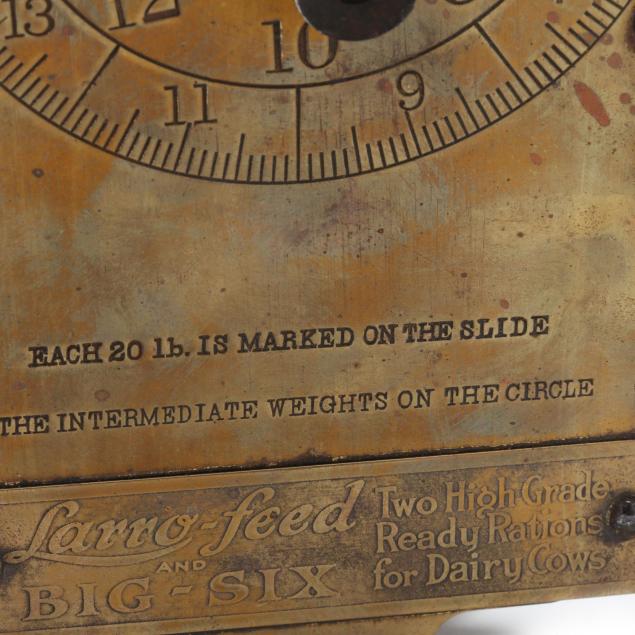 13 12 10
11 9
EACH 20 lb. IS MARKED ON THE SLIDE
THE INTERMEDIATE WEIGHTS ON THE CIRCLE
Larro-feed
AND
BIG-SIX
Two High Grade
Ready Rations
for Dairy Cows